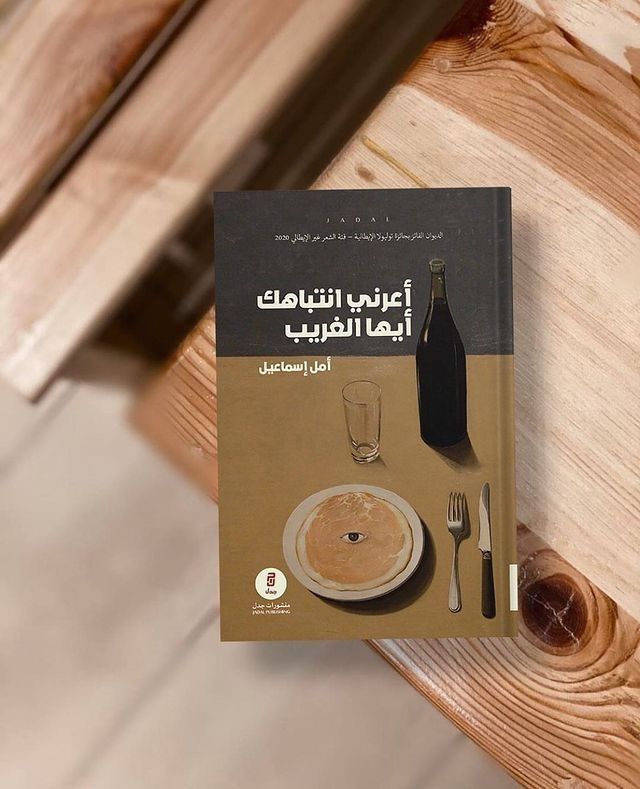 JADAL
الديوان الفائز بجائزة توليولا الإيطالية – فئة الشعر غير الإيطالي 2020
أعرني انتباهك
أيها الغريب
أمل إسماعيل
جدل
منشورات جدل
JADAL PUBLISHING